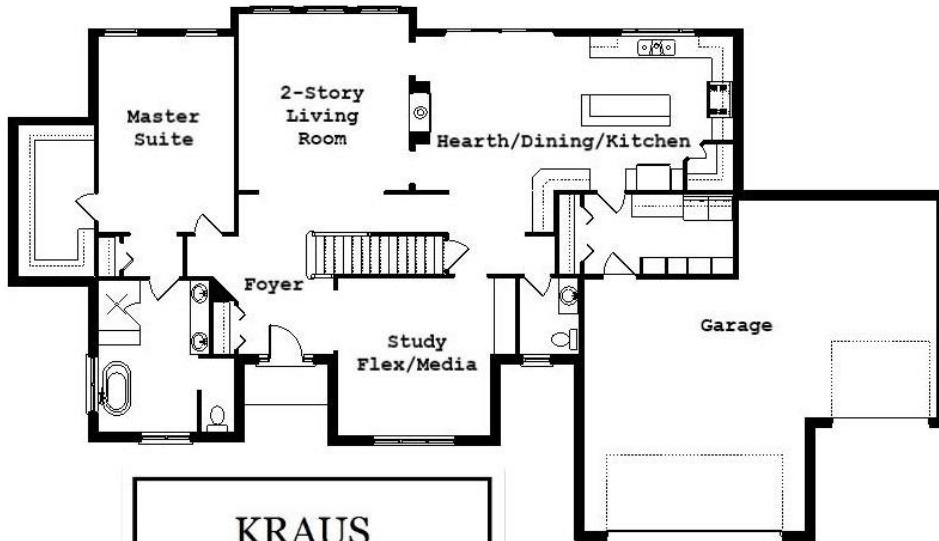 2-Story
Living
Room
Master
Suite
Hearth/Dining/Kitchen
Foyer
Study
Flex/Media
Garage
KRAUS